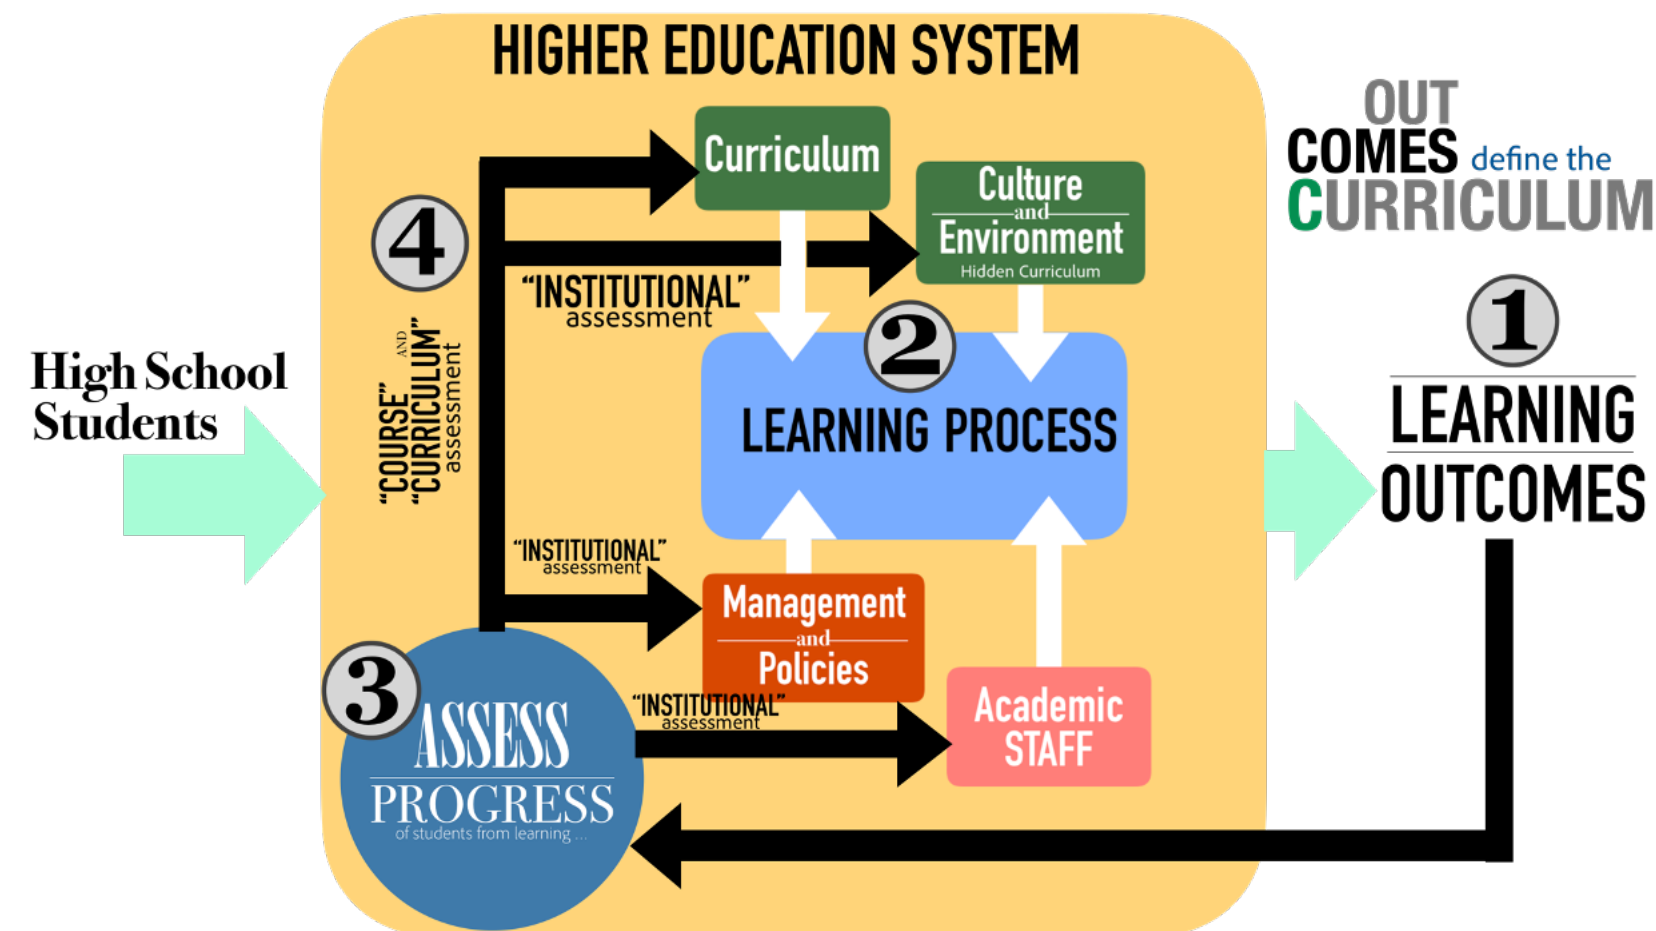 HIGHER EDUCATION SYSTEM
OUT
COMES define the
CURRICULUM
Curriculum
Culture
and
Environment
Hidden Curriculum
4
"INSTITUTIONAL"
assessment
"COURSE"
AND
"CURRICULUM"
assessment
2
LEARNING PROCESS
1
LEARNING
OUTCOMES
High School
Students
"INSTITUTIONAL"
assessment
Management
and
Policies
3
ASSESS
PROGRESS
of students from learning ...
"INSTITUTIONAL"
assessment
Academic
STAFF